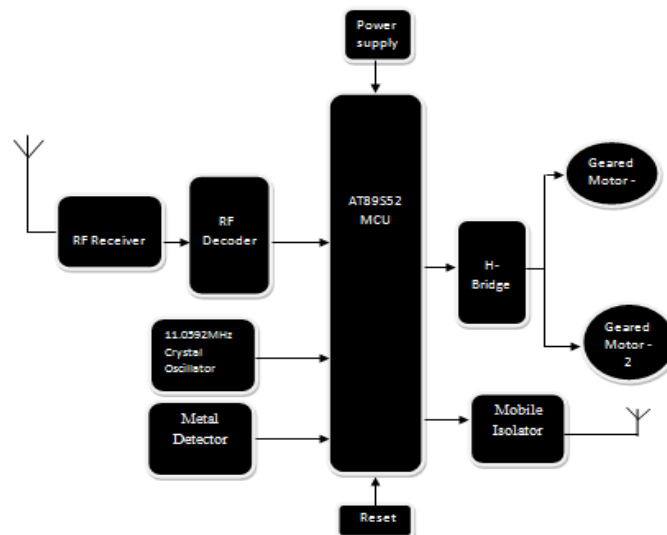 Power
supply
AT89S52
MCU
RF Receiver
RF
Decoder
11.0592MHz
Crystal
Oscillator
Metal
Detector
H-
Bridge
Geared
Motor -
Geared
Motor -
2
Mobile
Isolator
Reset